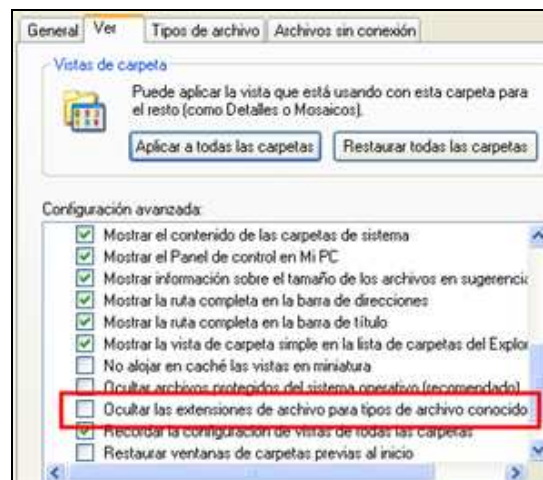 General Ver Tipos de archivo Archivos sin conexión
Vistas de carpeta
Puede aplicar la vista que está usando con esta carpeta para
el resto (como Detalles o Mosaicos).
Aplicar a todas las carpetas Restaurar todas las carpetas
Configuración avanzada:
Mostrar el contenido de las carpetas de sistema
Mostrar el Panel de control en Mi PC
Mostrar información sobre el tamaño de los archivos en sugerencia
Mostrar la ruta completa en la barra de direcciones
Mostrar la ruta completa en la barra de título
Mostrar la vista de carpeta simple en la lista de carpetas del Explor
No alojar en caché las vistas en miniatura
Ocultar archivos protegidos del sistema operativo (recomendado)
Ocultar las extensiones de archivo para tipos de archivo conocido
Recordar la configuración de vistas de todas las carpetas
Restaurar ventanas de carpetas previas al inicio